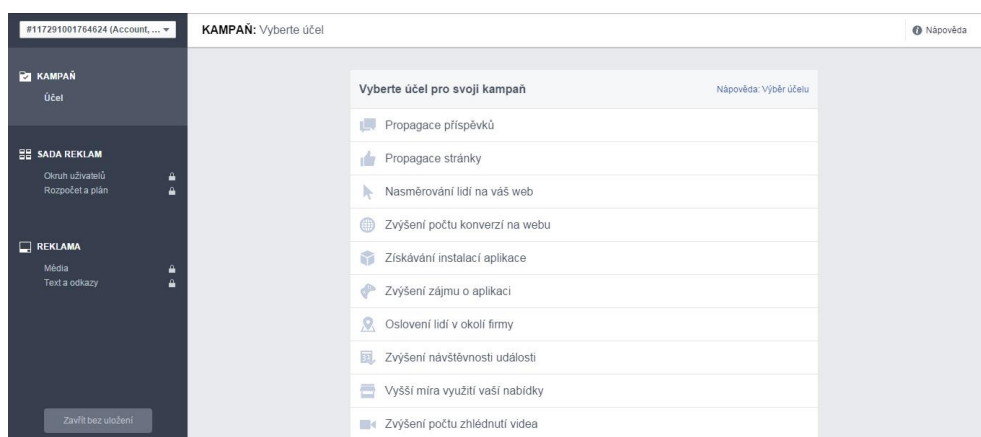 #117291001764624 (Account, ...
KAMPAŇ: Vyberte účel
Nápověda
KAMPAŇ
Účel
SADA REKLAM
Okruh uživatelů
Rozpočet a plán
REKLAMA
Média
Text a odkazy
Zavřít bez uložení
Vyberte účel pro svoji kampaň
Nápověda: Výběr účelu
Propagace příspěvků
Propagace stránky
Nasměrování lidí na váš web
Zvýšení počtu konverzí na webu
Získávání instalací aplikace
Zvýšení zájmu o aplikaci
Oslovení lidí v okolí firmy
Zvýšení návštěvnosti události
Vyšší míra využití vaší nabídky
Zvýšení počtu zhlédnutí videa